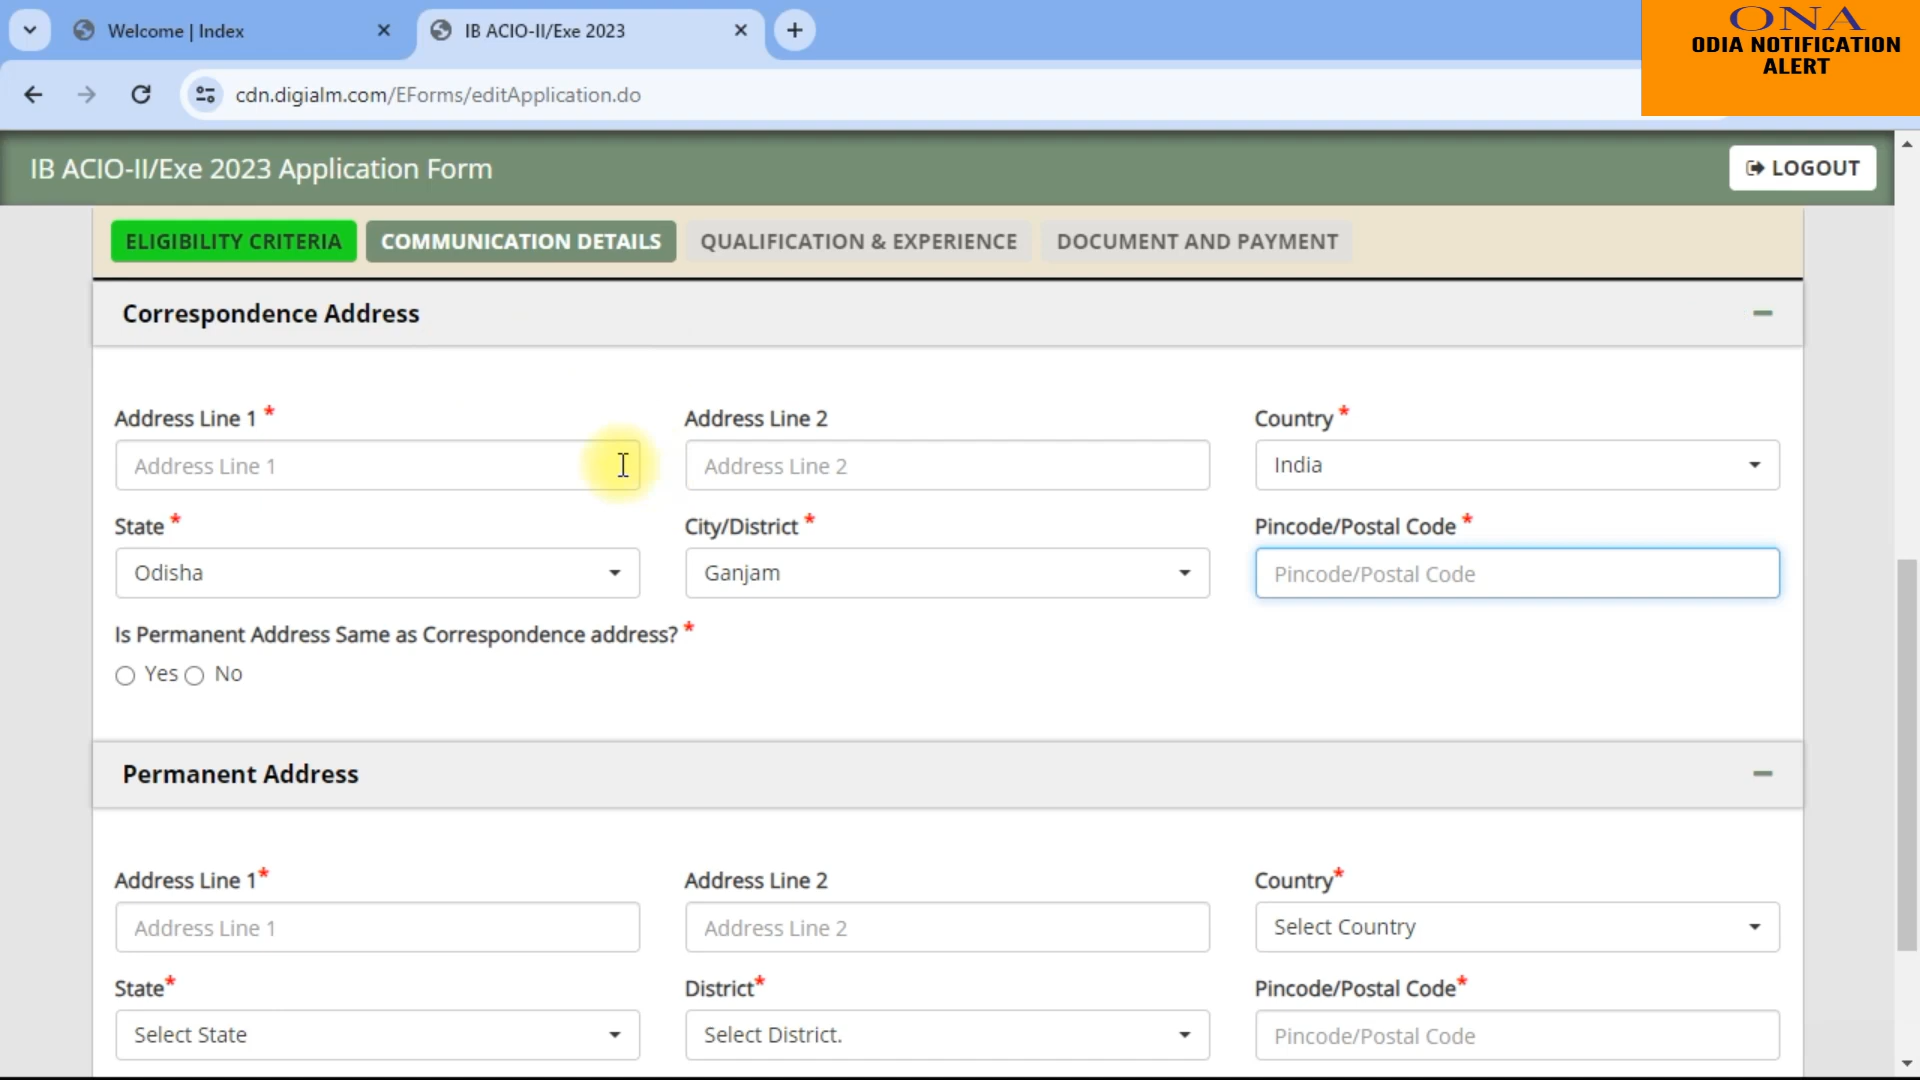 Welcome | Index
IB ACIO-II/Exe 2023
ONA
ODIA NOTIFICATION
ALERT
cdn.digialm.com/EForms/editApplication.do
IB ACIO-II/Exe 2023 Application Form
LOGOUT
ELIGIBILITY CRITERIA COMMUNICATION DETAILS QUALIFICATION & EXPERIENCE DOCUMENT AND PAYMENT
Correspondence Address
Address Line 1 * Address Line 2 Country *
Address Line 1 Address Line 2 India
State * City/District * Pincode/Postal Code *
Odisha Ganjam Pincode/Postal Code
Is Permanent Address Same as Correspondence address? *
Yes No
Permanent Address
Address Line 1* Address Line 2 Country*
Address Line 1 Address Line 2 Select Country
State* District* Pincode/Postal Code*
Select State Select District. Pincode/Postal Code